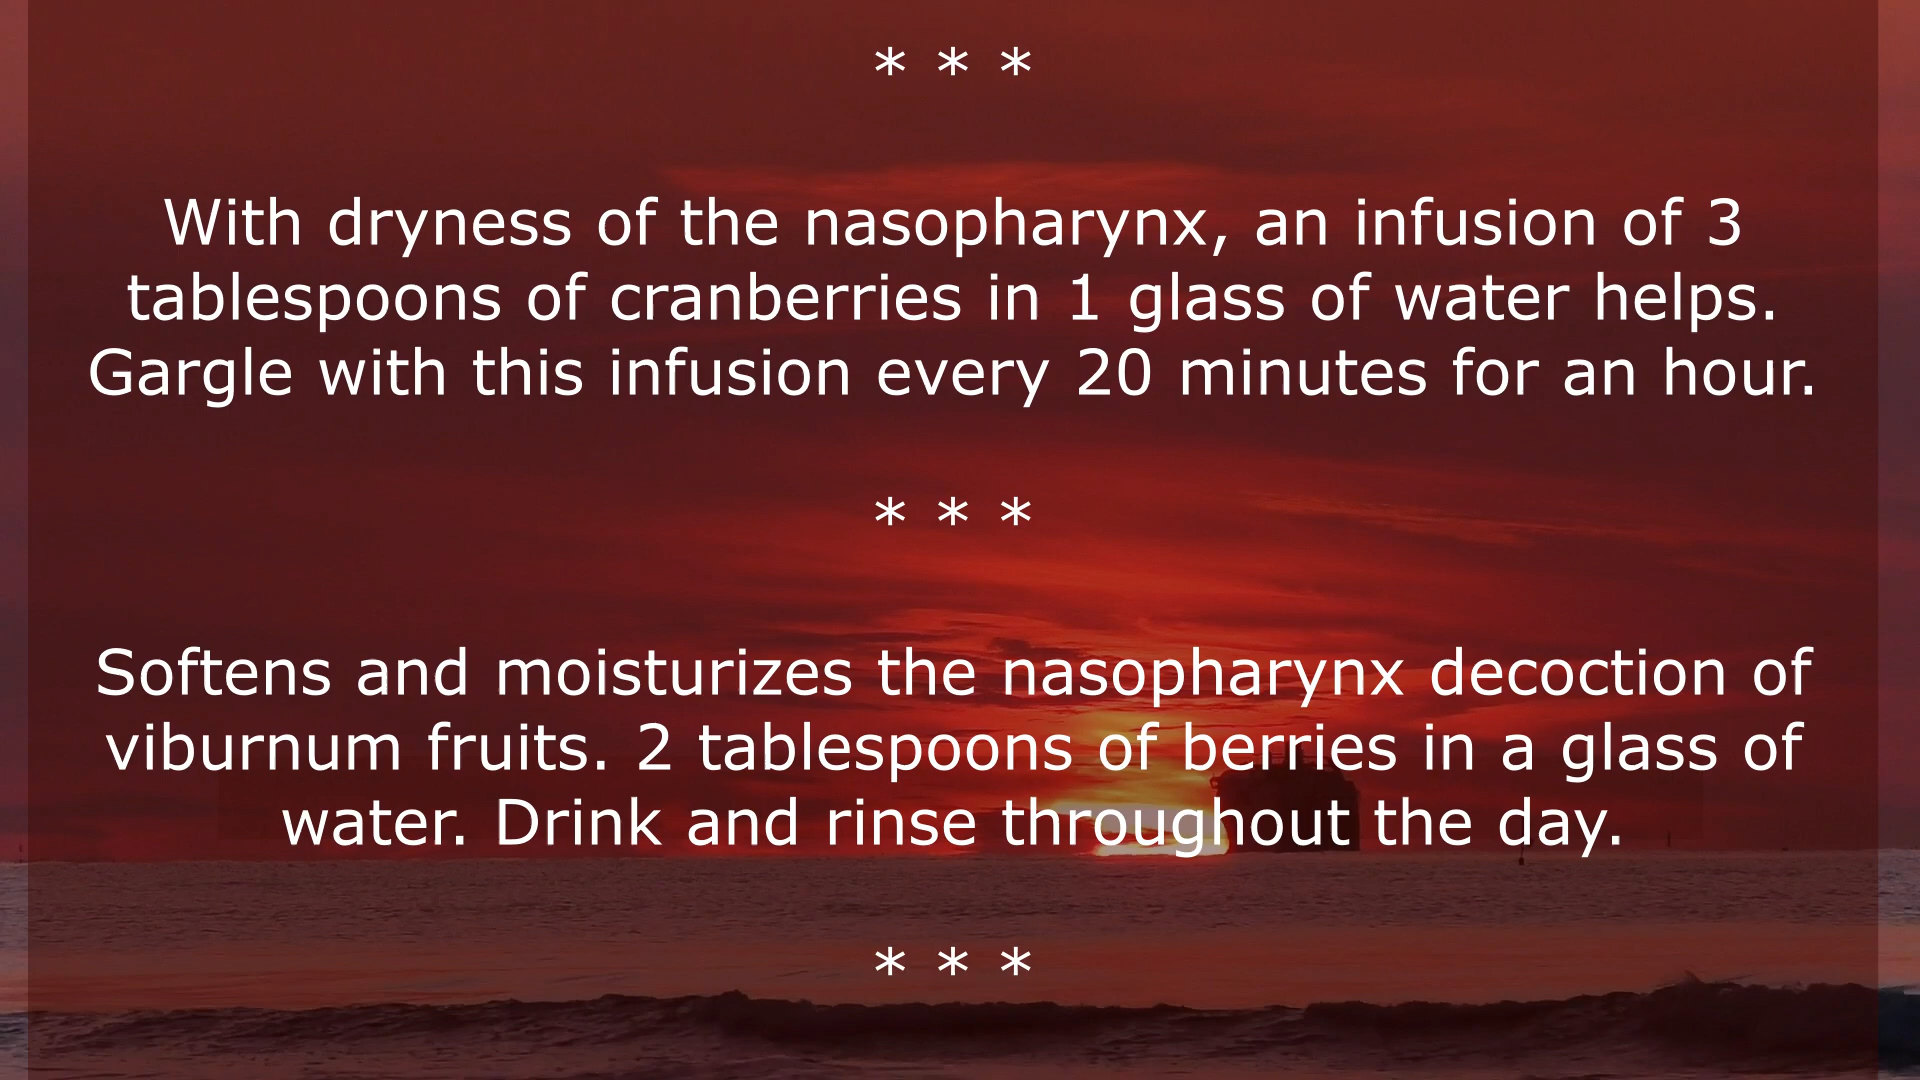 * * *
With dryness of the nasopharynx, an infusion of 3
tablespoons of cranberries in 1 glass of water helps.
Gargle with this infusion every 20 minutes for an hour.
* * *
Softens and moisturizes the nasopharynx decoction of
viburnum fruits. 2 tablespoons of berries in a glass of
water. Drink and rinse throughout the day.
* * *